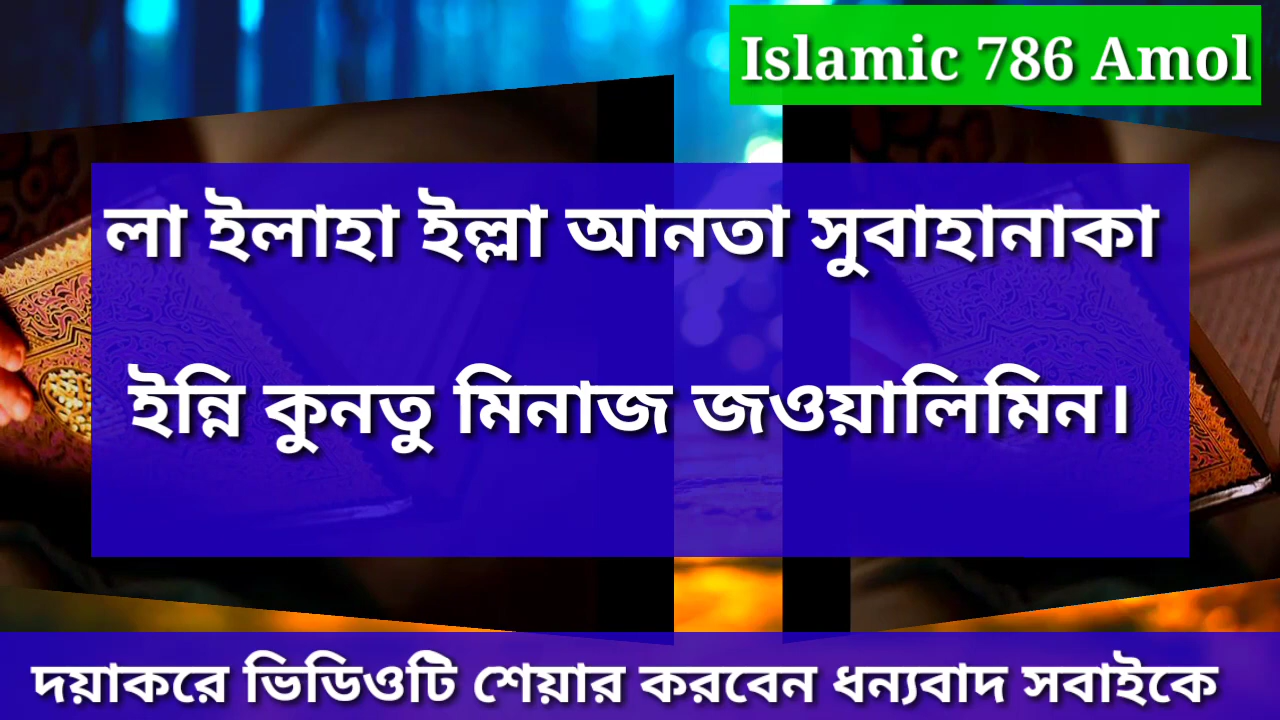 Islamic 786 Amol
লা ইলাহা ইল্লা আনতা সুবাহানাকা
ইন্নি কুনতু মিনাজ জওয়ালিমিন।
দয়াকরে ভিডিওটি শেয়ার করবেন ধন্যবাদ সবাইকে